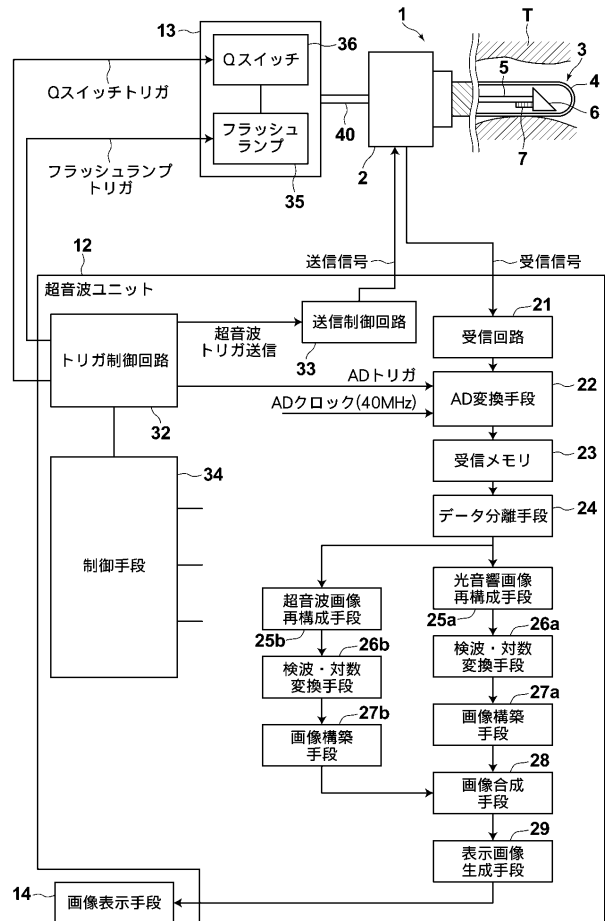 1
T
13
36
3
4
Qスイッチ
5
6
Qスイッチトリガ
40
フラッシュ
ランプ
7
フラッシュランプ
トリガ
35
2
12
送信信号
受信信号
超音波ユニット
21
トリガ制御回路
超音波
トリガ送信
送信制御回路
33
受信回路
ADトリガ
22
ADクロック(40MHz)
AD変換手段
32
23
受信メモリ
34
24
データ分離手段
制御手段
超音波画像
再構成手段
25b
光音響画像
再構成手段
25a
26b
26a
検波・対数
変換手段
検波・対数
変換手段
27b
27a
画像構築
手段
画像構築
手段
28
画像合成
手段
29
表示画像
生成手段
14
画像表示手段